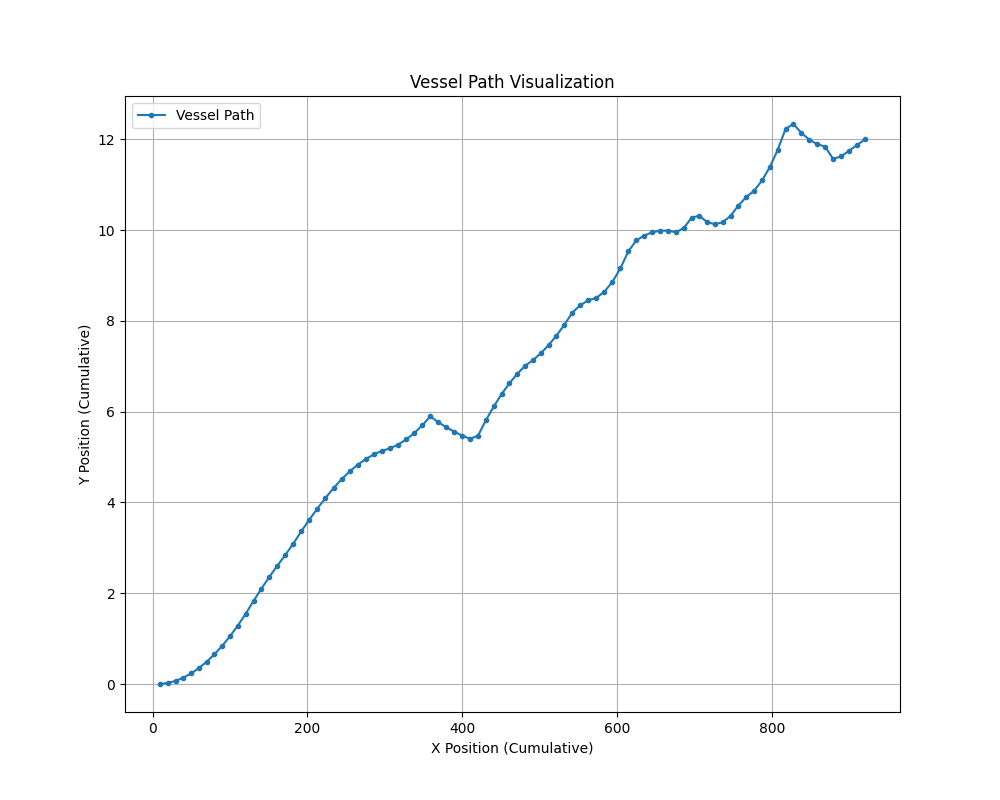 Vessel Path Visualization
Vessel Path
Y Position (Cumulative)
12
10
8
6
4
2
0
0 200 400 600 800
X Position (Cumulative)